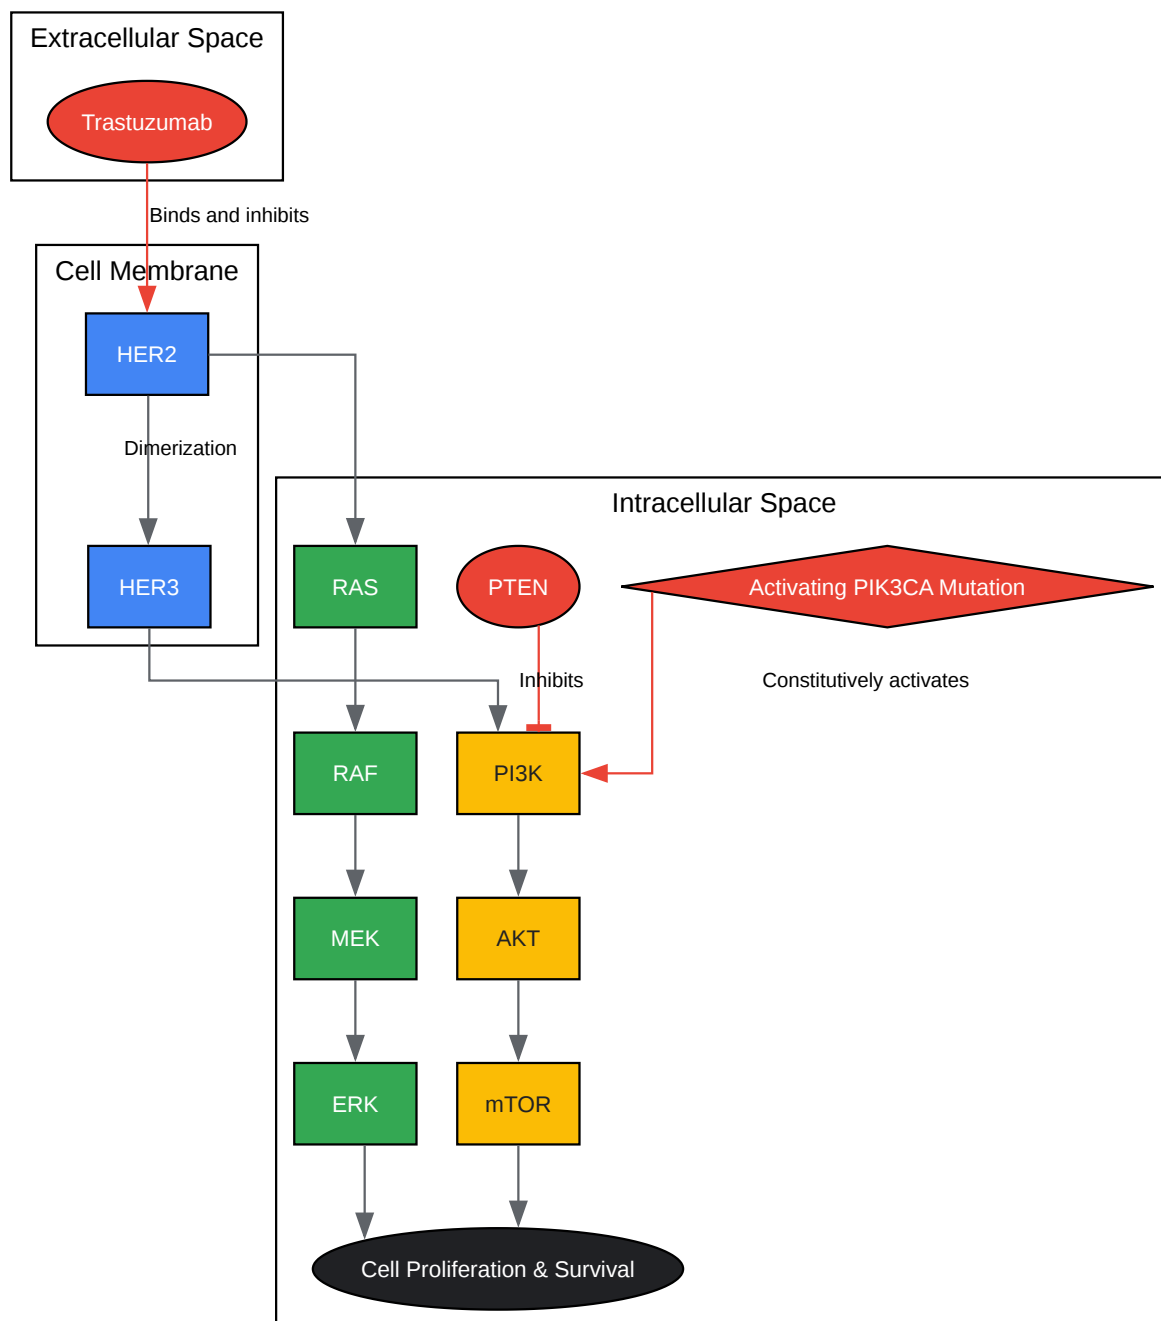 Extracellular Space
Trastuzumab
Binds and inhibits
Cell Membrane
HER2
Dimerization
Intracellular Space
HER3
RAS
PTEN
Activating PIK3CA Mutation
Inhibits
Constitutively activates
RAF
PI3K
MEK
AKT
ERK
mTOR
Cell Proliferation & Survival